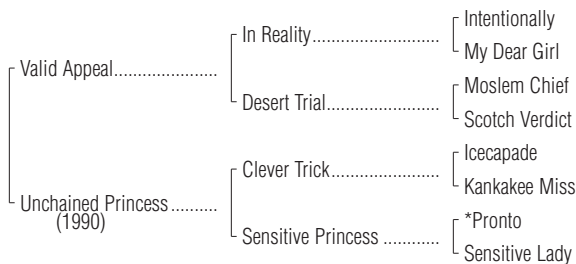 Intentionally
In Reality...........................
My Dear Girl
Valid Appeal......................
Moslem Chief
Desert Trial........................
Scotch Verdict
Icecapade
Clever Trick.......................
Kankakee Miss
Unchained Princess..........
(1990)
*Pronto
Sensitive Princess............
Sensitive Lady